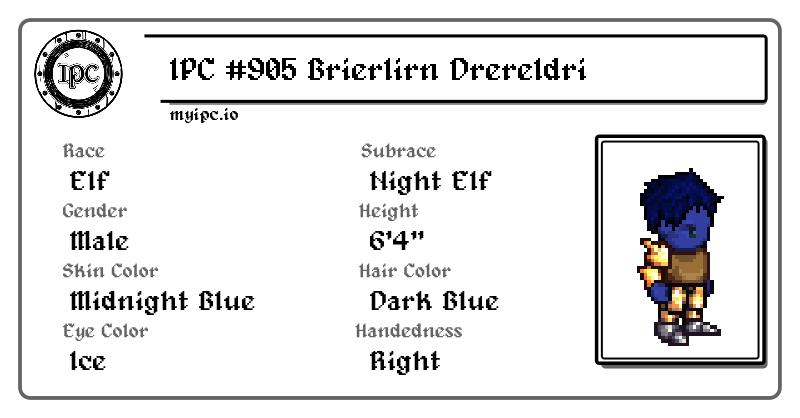 IPC
IPC #905 Brierlirn Drereldri
myipc.io
Race
Elf
Subrace
Night Elf
Gender
Male
Height
6'4"
Skin Color
Midnight Blue
Hair Color
Dark Blue
Eye Color
Ice
Handedness
Right